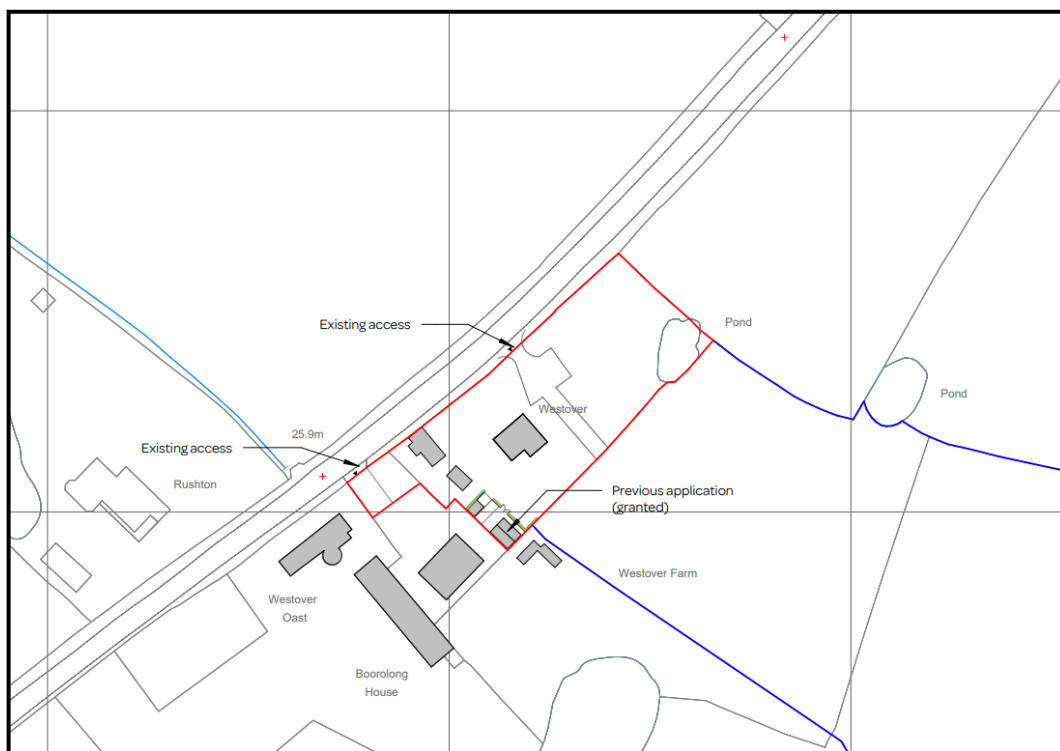 Existing access
Pond
Pond
Westover
25.9m
Existing access
Rushton
Previous application
(granted)
Westover Farm
Westover
Oast
Boorolong
House